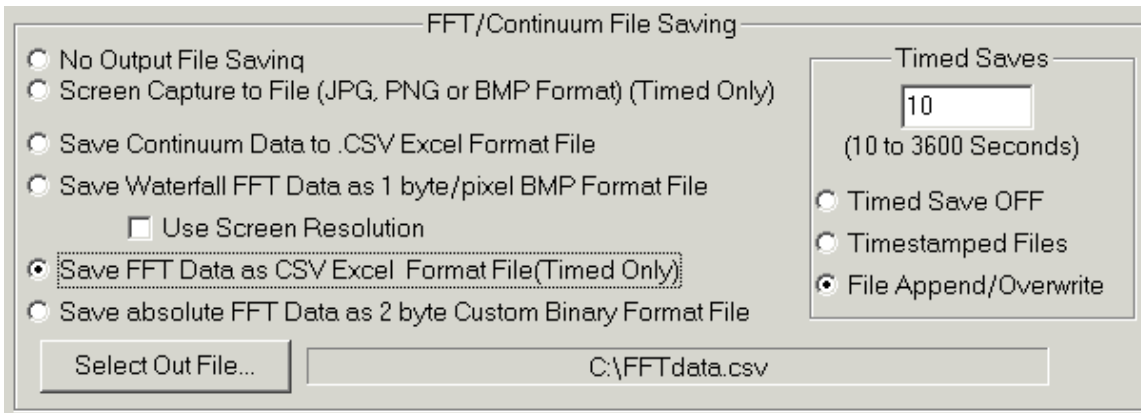 FFT/Continuum File Saving
No Output File Saving
Screen Capture to File (JPG, PNG or BMP Format) (Timed Only)
Save Continuum Data to .CSV Excel Format File
Save Waterfall FFT Data as 1 byte/pixel BMP Format File
Use Screen Resolution
Save FFT Data as CSV Excel  Format File(Timed Only)
Save absolute FFT Data as 2 byte Custom Binary Format File
Select Out File...
C:\FFTdata.csv
Timed Saves
10
(10 to 3600 Seconds)
Timed Save OFF
Timestamped Files
File Append/Overwrite